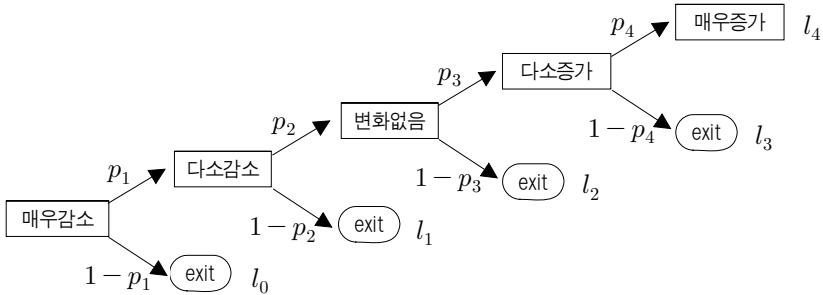 매우증가 l₄
p₄
다소증가
p₃
1 − p₄ exit l₃
변화없음
p₂
1 − p₃ exit l₂
다소감소
p₁
1 − p₂ exit l₁
매우감소
1 − p₁ exit l₀